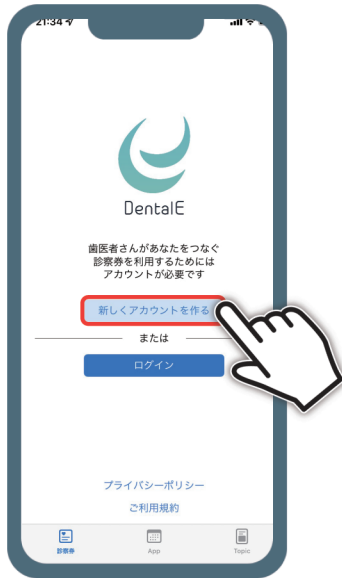 21:34
DentalE
歯医者さんがあなたをつなぐ
診察券を利用するためには
アカウントが必要です
新しくアカウントを作る
または
ログイン
プライバシーポリシー
ご利用規約
診察券 App Topic